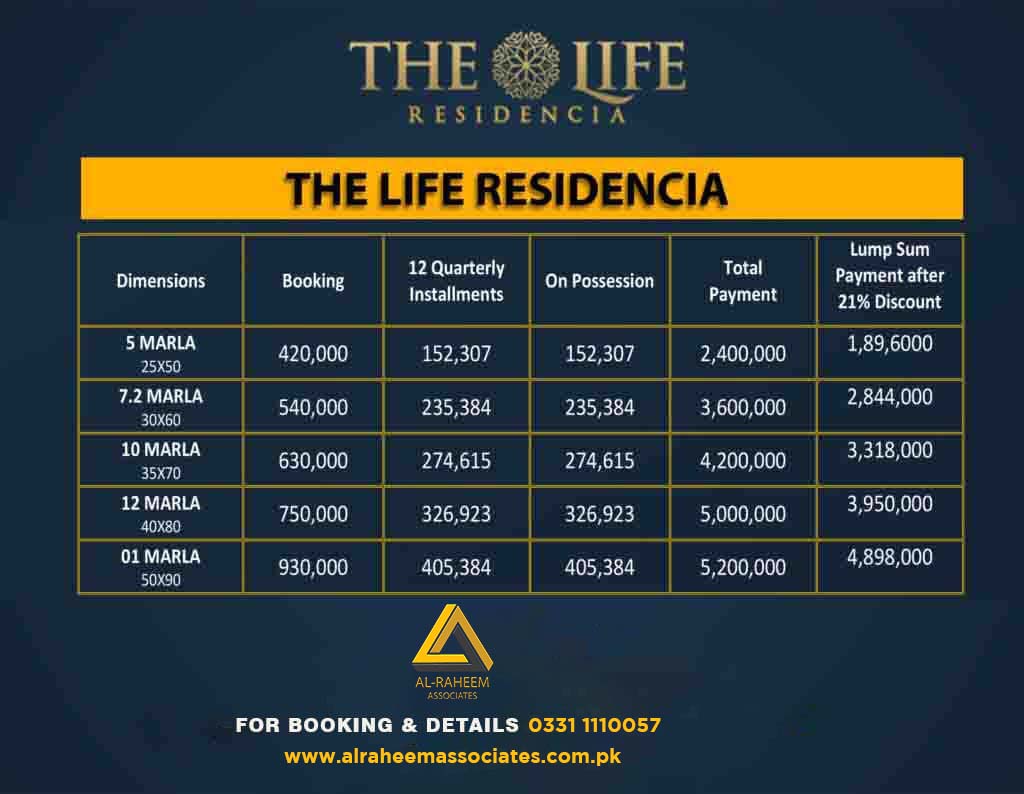 THE LIFE
RESIDENCIA
THE LIFE RESIDENCIA
Dimensions Booking 12 Quarterly Installments On Possession Total Payment Lump Sum Payment after 21% Discount
5 MARLA 25X50 420,000 152,307 152,307 2,400,000 1,89,6000
7.2 MARLA 30X60 540,000 235,384 235,384 3,600,000 2,844,000
10 MARLA 35X70 630,000 274,615 274,615 4,200,000 3,318,000
12 MARLA 40X80 750,000 326,923 326,923 5,000,000 3,950,000
01 MARLA 50X90 930,000 405,384 405,384 5,200,000 4,898,000
AL-RAHEEM
ASSOCIATES
FOR BOOKING & DETAILS 0331 1110057
www.alraheemassociates.com.pk